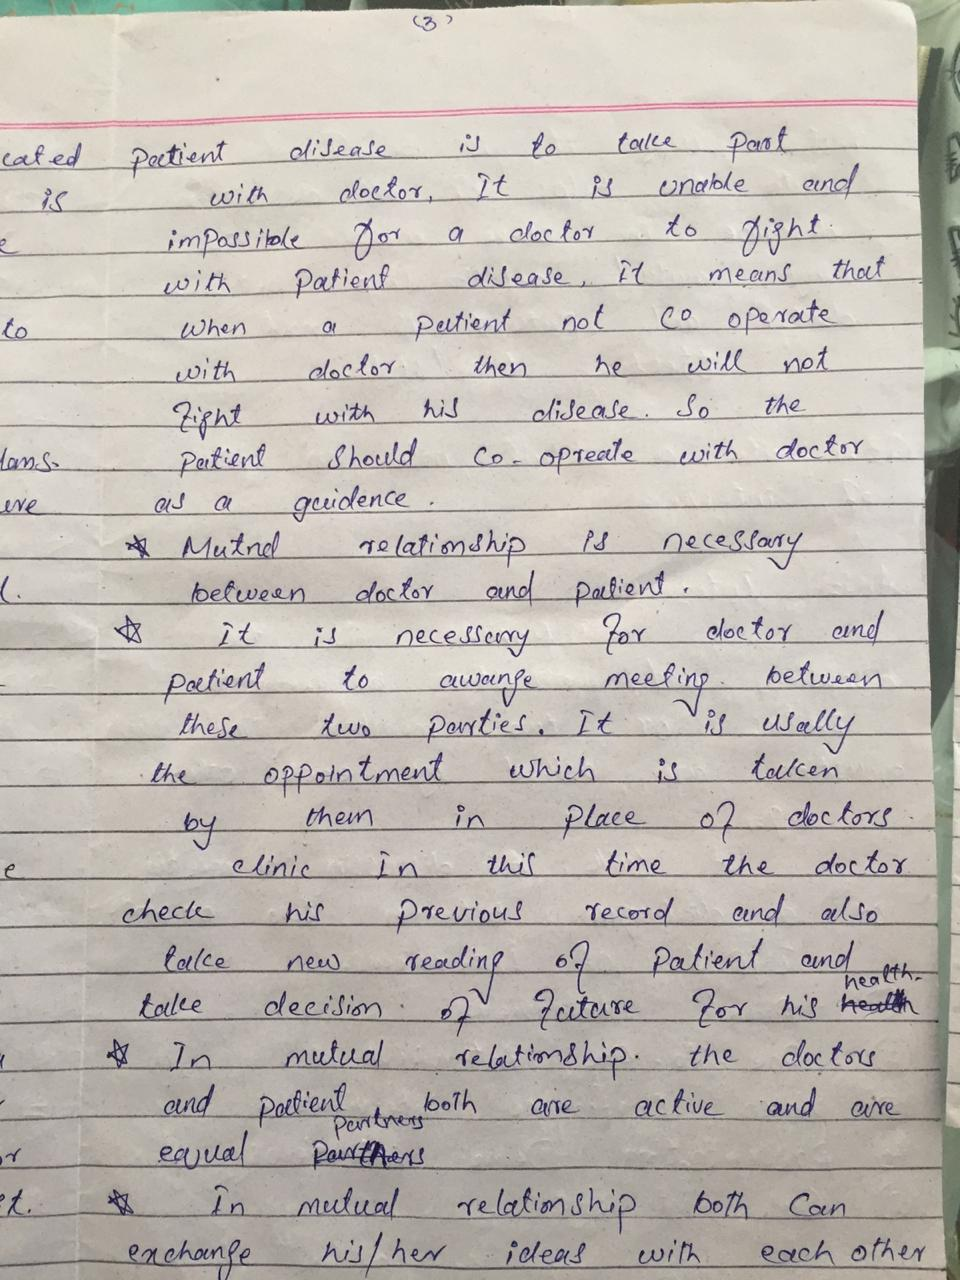 (3)
cated patient disease is to take part
is with doctor, It is unable and
e impossible for a doctor to fight.
with patient disease, it means that
to when a patient not co operate
with doctor then he will not
fight with his disease. So the
lans. patient should co-opreate with doctor
ere as a guidence.
☆ Mutnel relationship is necessary
l. between doctor and patient.
☆ it is necessary for doctor and
patient to awange meeting between
these two parties. It is usally
the oppointment which is taken
by them in place of doctors.
e clinic In this time the doctor
check his previous record and also
take new reading of patient and
take decision of future for his health.
☆ In mutual relationship. the doctors
and patient both are active and are
or equal partners
et. ☆ In mutual relationship both can
exchange his/her ideas with each other